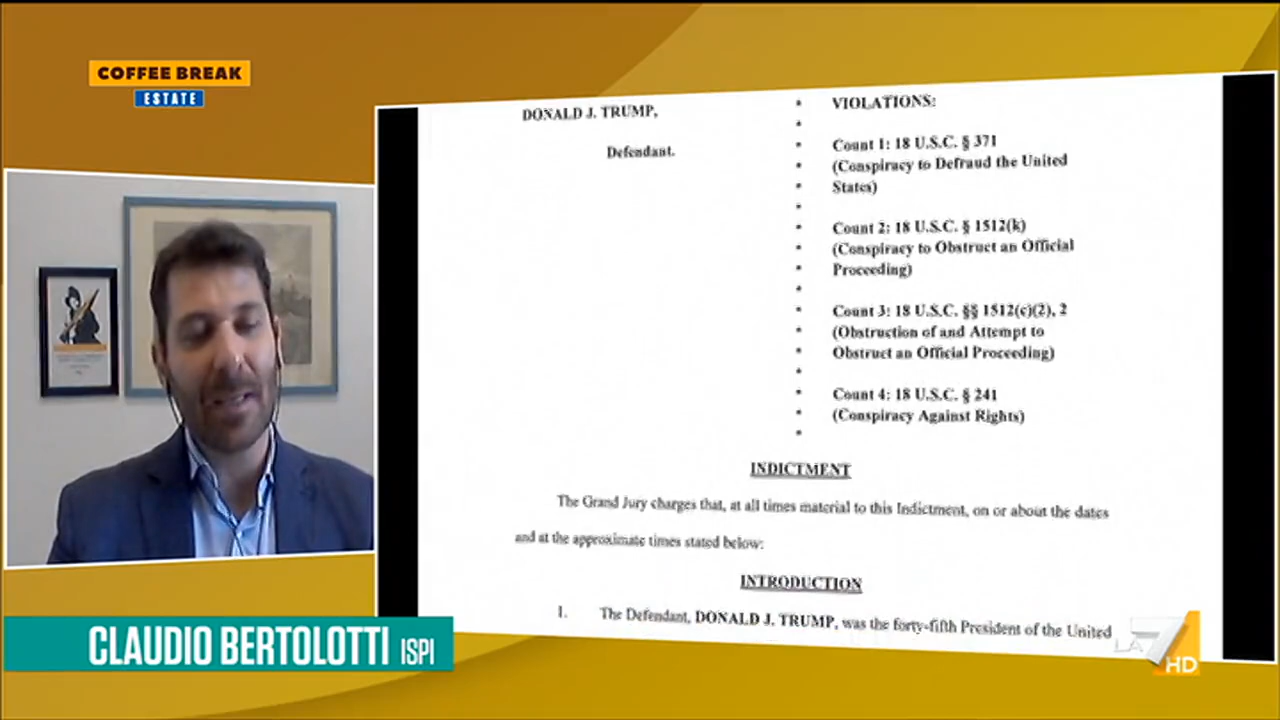 COFFEE BREAK
ESTATE
DONALD J. TRUMP,
Defendant.
VIOLATIONS:
Count 1: 18 U.S.C. § 371
(Conspiracy to Defraud the United
States)
Count 2: 18 U.S.C. § 1512(k)
(Conspiracy to Obstruct an Official
Proceeding)
Count 3: 18 U.S.C. §§ 1512(c)(2), 2
(Obstruction of and Attempt to
Obstruct an Official Proceeding)
Count 4: 18 U.S.C. § 241
(Conspiracy Against Rights)
INDICTMENT
The Grand Jury charges that, at all times material to this Indictment, on or about the dates
and at the approximate times stated below:
INTRODUCTION
1. The Defendant, DONALD J. TRUMP, was the forty-fifth President of the United
CLAUDIO BERTOLOTTI ISPI
LA 7 HD